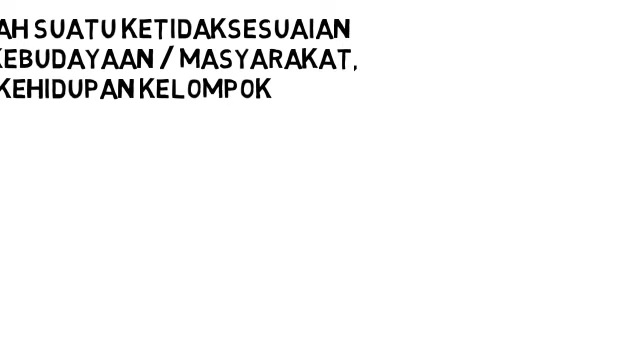 AH SUATU KETIDAKSESUAIAN
KEBUDAYAAN / MASYARAKAT,
KEHIDUPAN KELOMPOK